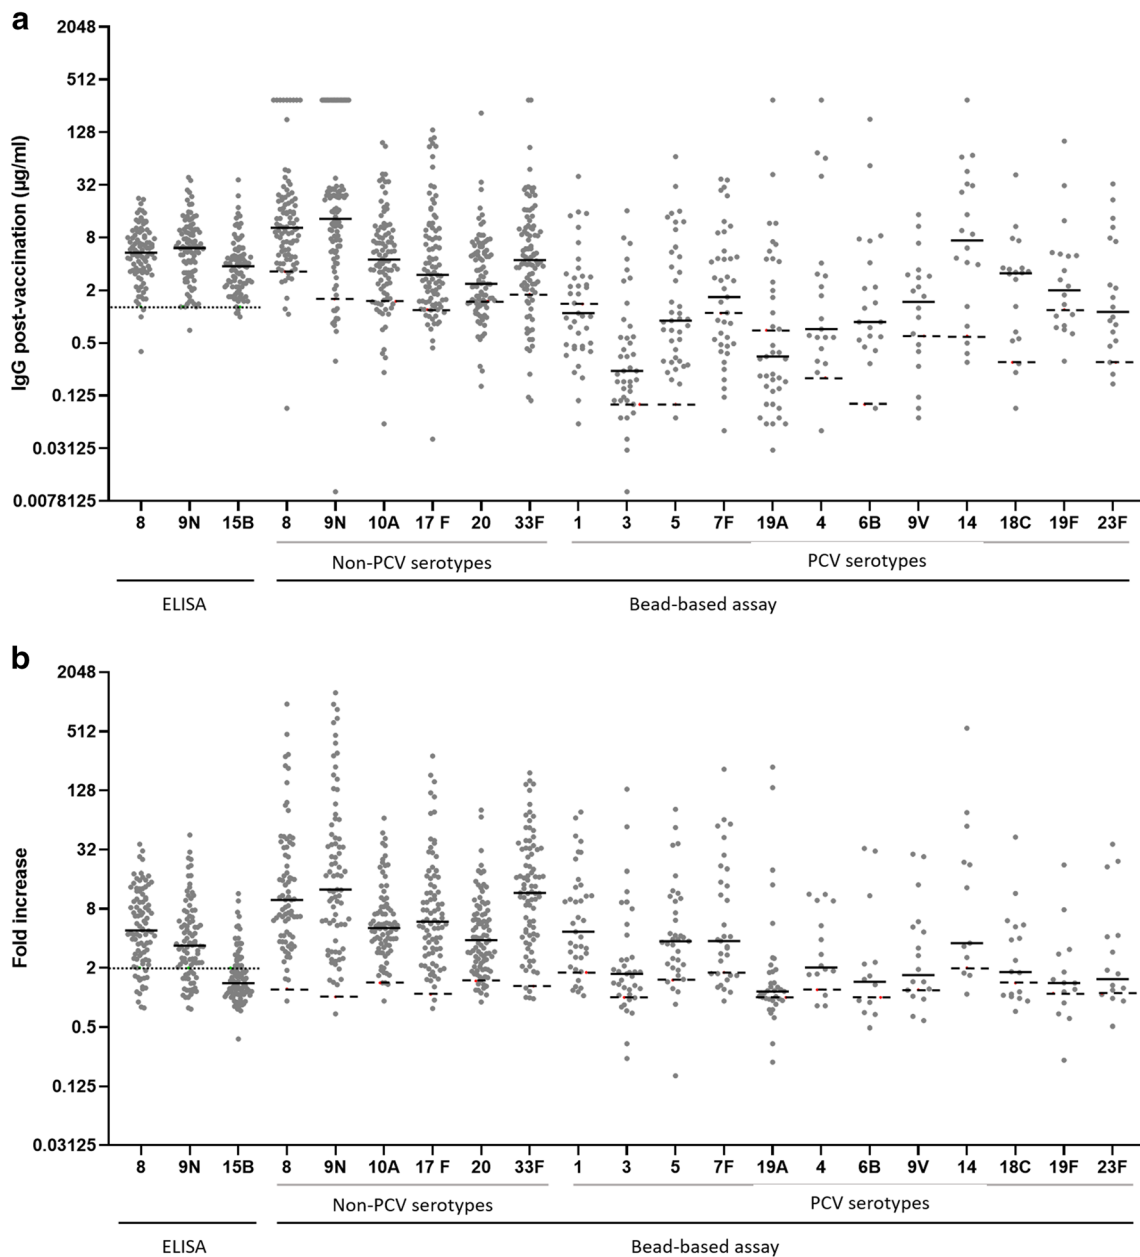 a
IgG post-vaccination (µg/ml)
2048
512
128
32
8
2
0.5
0.125
0.03125
0.0078125
8 9N 15B 8 9N 10A 17 F 20 33F 1 3 5 7F 19A 4 6B 9V 14 18C 19F 23F
Non-PCV serotypes PCV serotypes
ELISA Bead-based assay
b
Fold increase
2048
512
128
32
8
2
0.5
0.125
0.03125
8 9N 15B 8 9N 10A 17 F 20 33F 1 3 5 7F 19A 4 6B 9V 14 18C 19F 23F
Non-PCV serotypes PCV serotypes
ELISA Bead-based assay